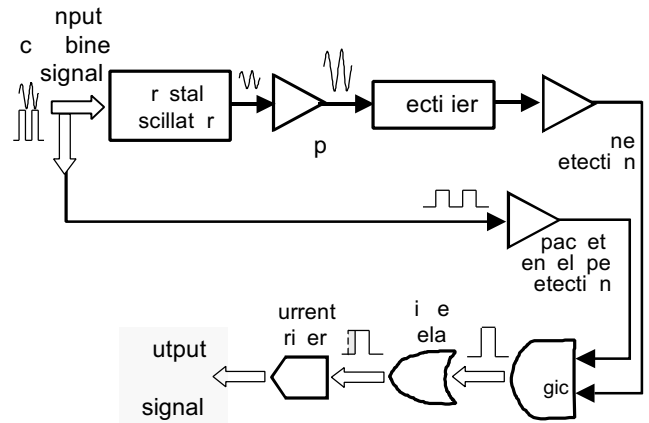 nput
c bine
signal
r stal
scillat r
p
ecti ier
ne
etecti n
pac et
en el pe
etecti n
i e
ela
urrent
ri er
gic
utput
signal